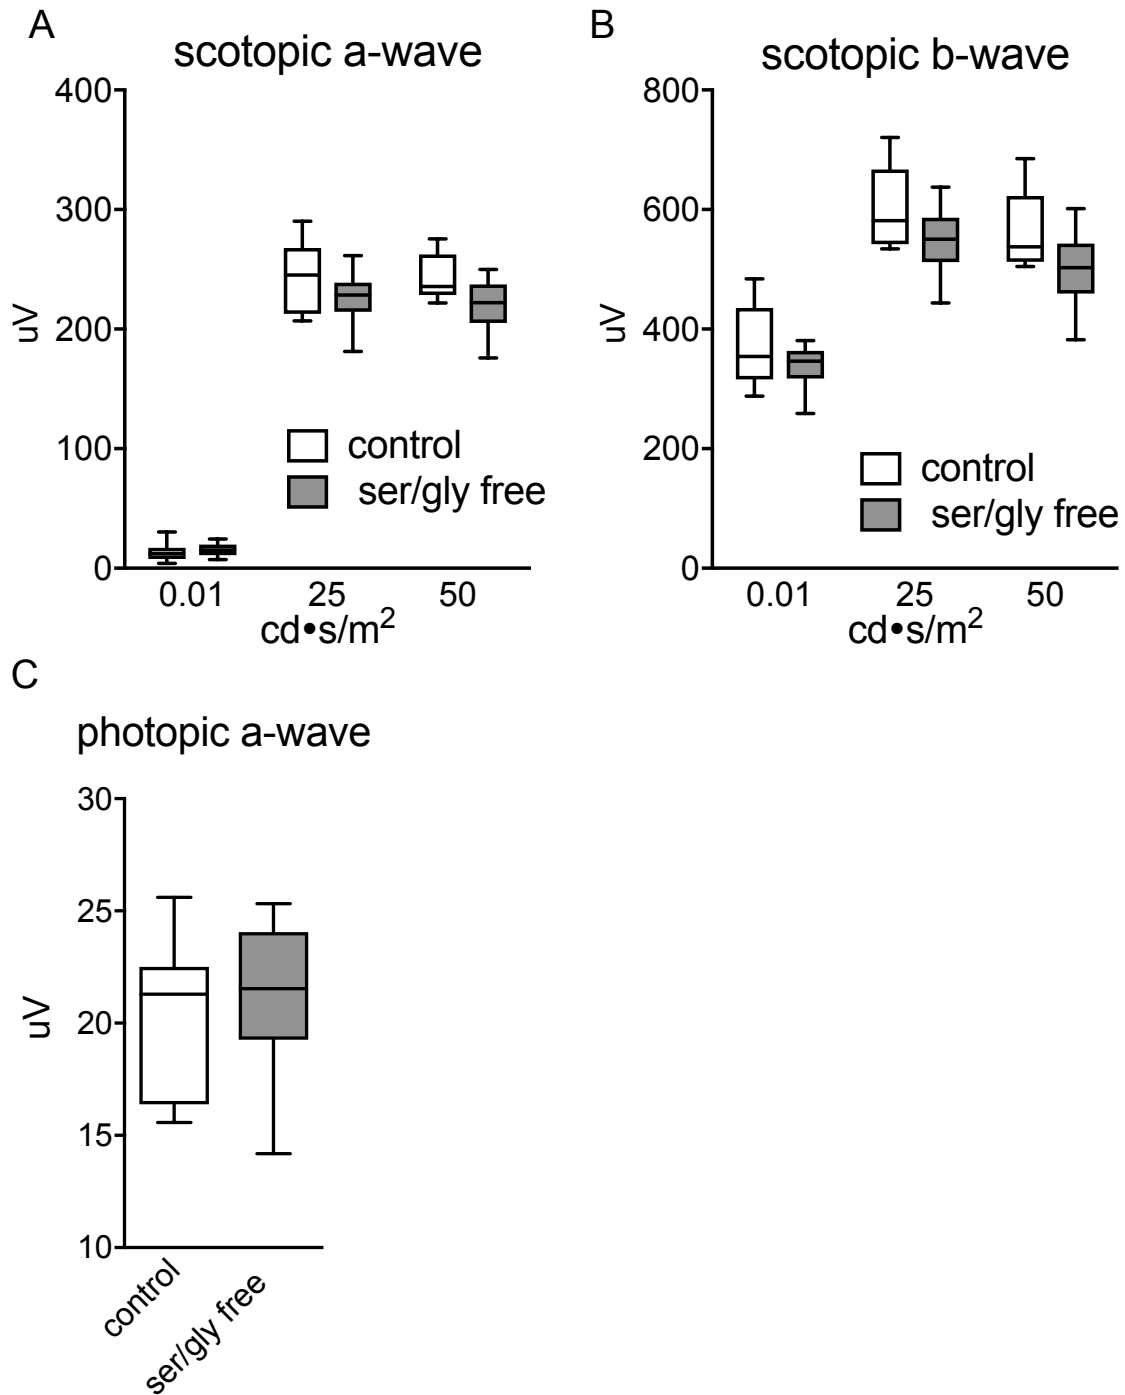 A
scotopic a-wave
400
300
200
100
0
uV
control
ser/gly free
0.01 25 50
cd•s/m²
B
scotopic b-wave
800
600
400
200
0
uV
control
ser/gly free
0.01 25 50
cd•s/m²
C
photopic a-wave
30
25
20
15
10
uV
control
ser/gly free